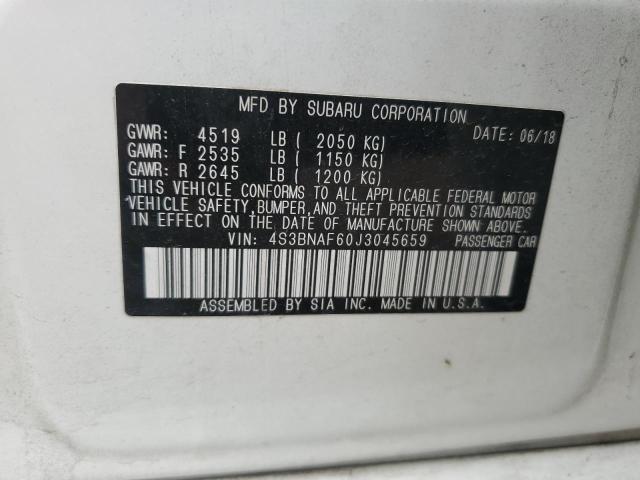 MFD BY SUBARU CORPORATION
GVWR: 4519 LB ( 2050 KG) DATE: 06/18
GAWR: F 2535 LB ( 1150 KG)
GAWR: R 2645 LB ( 1200 KG)
THIS VEHICLE CONFORMS TO ALL APPLICABLE FEDERAL MOTOR
VEHICLE SAFETY, BUMPER, AND THEFT PREVENTION STANDARDS
IN EFFECT ON THE DATE OF MANUFACTURE SHOWN ABOVE.
VIN: 4S3BNAF60J3045659 PASSENGER CAR
ASSEMBLED BY SIA INC. MADE IN U.S.A.